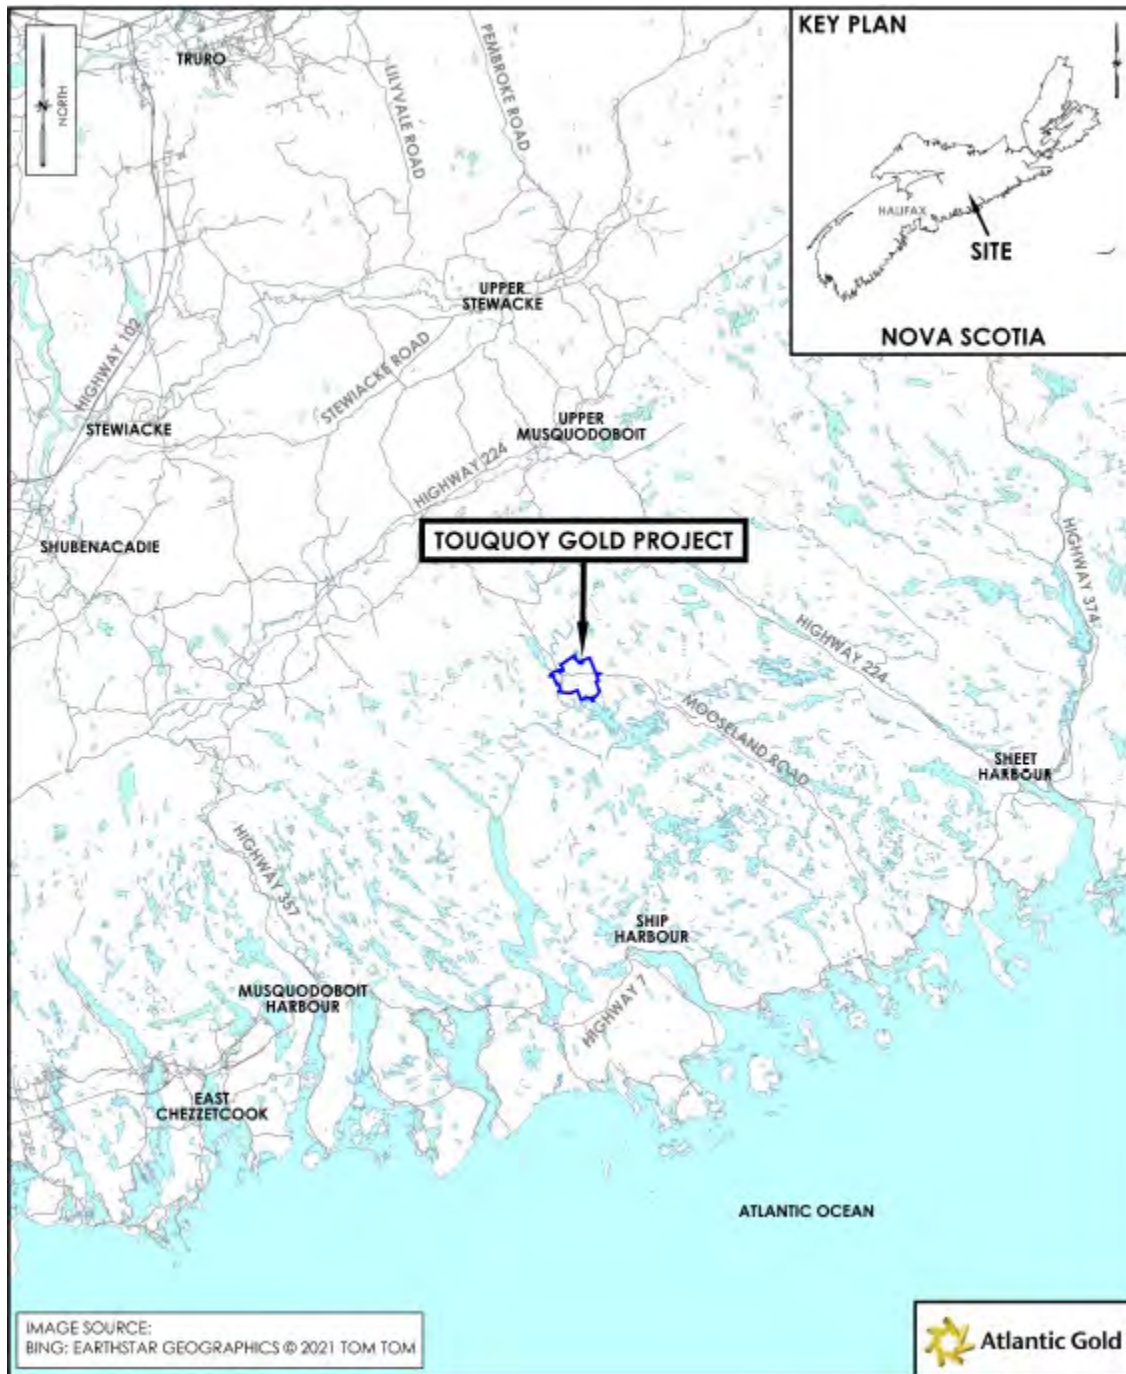 KEY PLAN
NORTH
TRURO
LILYVALE ROAD
PEMBROKE ROAD
HALIFAX
SITE
NOVA SCOTIA
UPPER
STEWACKE
HIGHWAY 102
STEWIACKE ROAD
STEWIACKE
UPPER
MUSQUODOBOIT
HIGHWAY 224
SHUBENACADIE
TOUQUOY GOLD PROJECT
HIGHWAY 374
HIGHWAY 224
MOOSELAND ROAD
SHEET
HARBOUR
HIGHWAY 357
SHIP
HARBOUR
MUSQUODOBOIT
HARBOUR
HIGHWAY 7
EAST
CHEZZETCOOK
ATLANTIC OCEAN
IMAGE SOURCE:
BING: EARTHSTAR GEOGRAPHICS © 2021 TOM TOM
Atlantic Gold